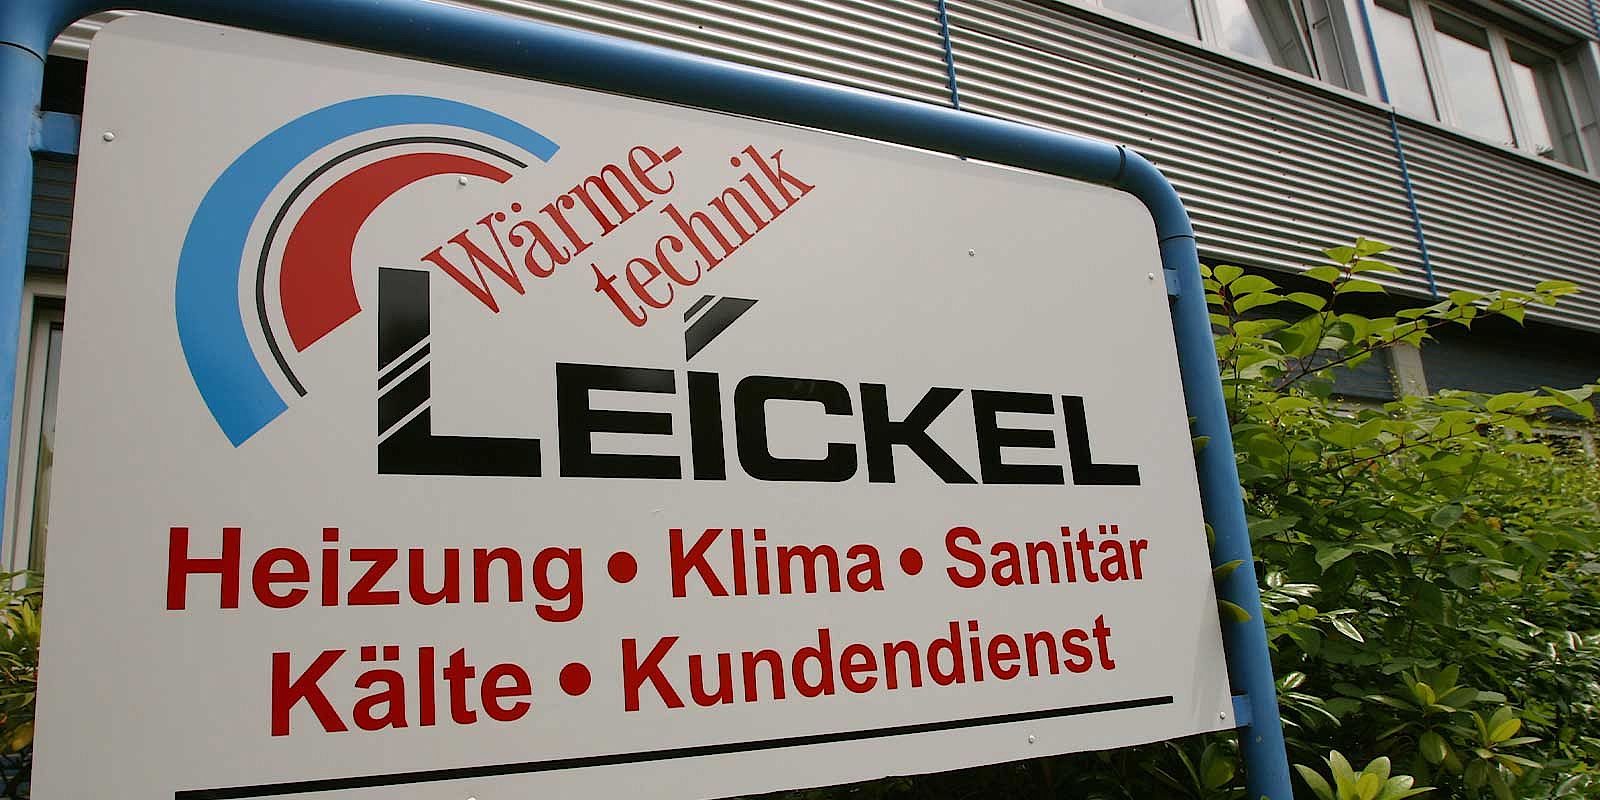 Wärme-
technik
LEICKEL
Heizung • Klima • Sanitär
Kälte • Kundendienst